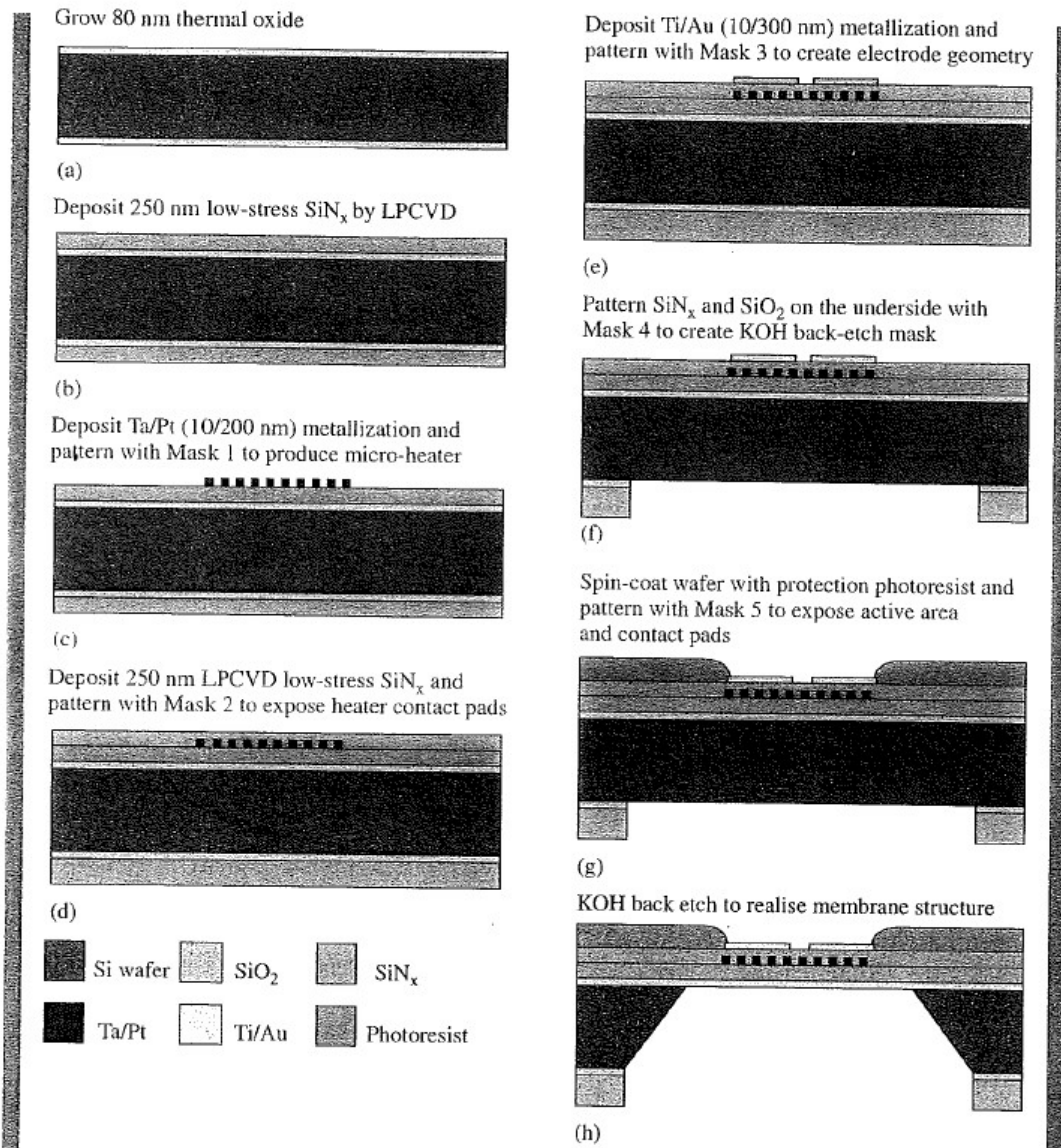 Grow 80 nm thermal oxide
(a)
Deposit 250 nm low-stress SiNₓ by LPCVD
(b)
Deposit Ta/Pt (10/200 nm) metallization and
pattern with Mask 1 to produce micro-heater
(c)
Deposit 250 nm LPCVD low-stress SiNₓ and
pattern with Mask 2 to expose heater contact pads
(d)
Si wafer SiO₂ SiNₓ
Ta/Pt Ti/Au Photoresist
Deposit Ti/Au (10/300 nm) metallization and
pattern with Mask 3 to create electrode geometry
(e)
Pattern SiNₓ and SiO₂ on the underside with
Mask 4 to create KOH back-etch mask
(f)
Spin-coat wafer with protection photoresist and
pattern with Mask 5 to expose active area
and contact pads
(g)
KOH back etch to realise membrane structure
(h)